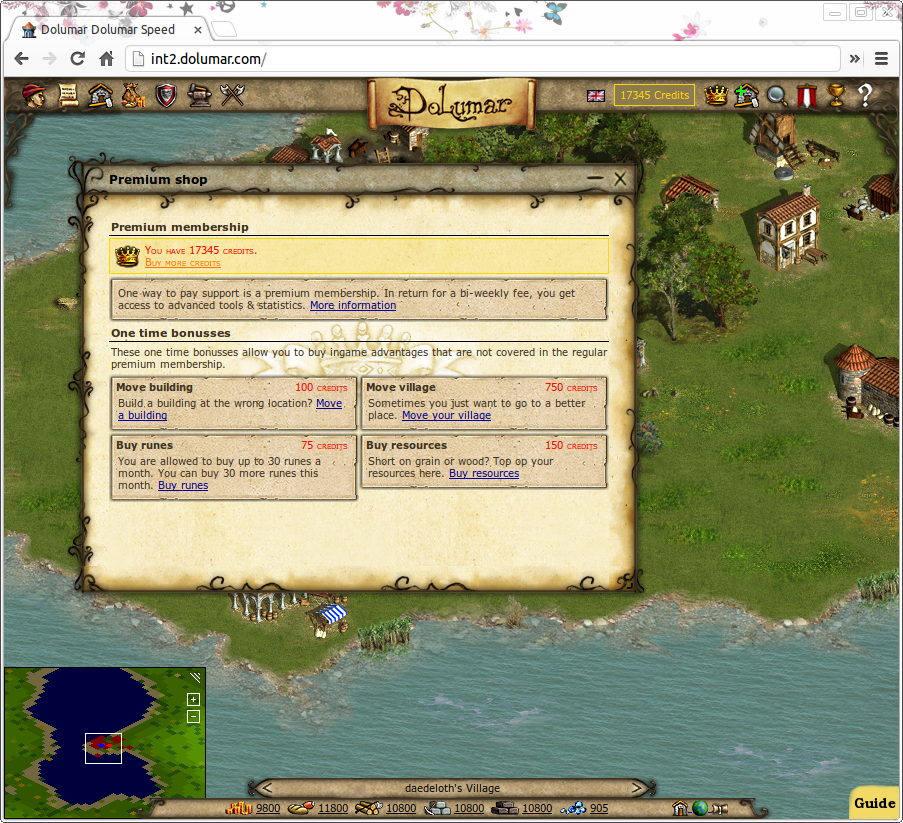 Dolumar Dolumar Speed
int2.dolumar.com/
DOLUMAR
17345 Credits
Premium shop
Premium membership
You have 17345 credits.
Buy more credits
One way to pay support is a premium membership. In return for a bi-weekly fee, you get
access to advanced tools & statistics. More information
One time bonusses
These one time bonusses allow you to buy ingame advantages that are not covered in the regular
premium membership.
Move building 100 credits
Build a building at the wrong location? Move
a building
Move village 750 credits
Sometimes you just want to go to a better
place. Move your village
Buy runes 75 credits
You are allowed to buy up to 30 runes a
month. You can buy 30 more runes this
month. Buy runes
Buy resources 150 credits
Short on grain or wood? Top op your
resources here. Buy resources
daedeloth's Village
9800 11800 10800 10800 10800 905
Guide